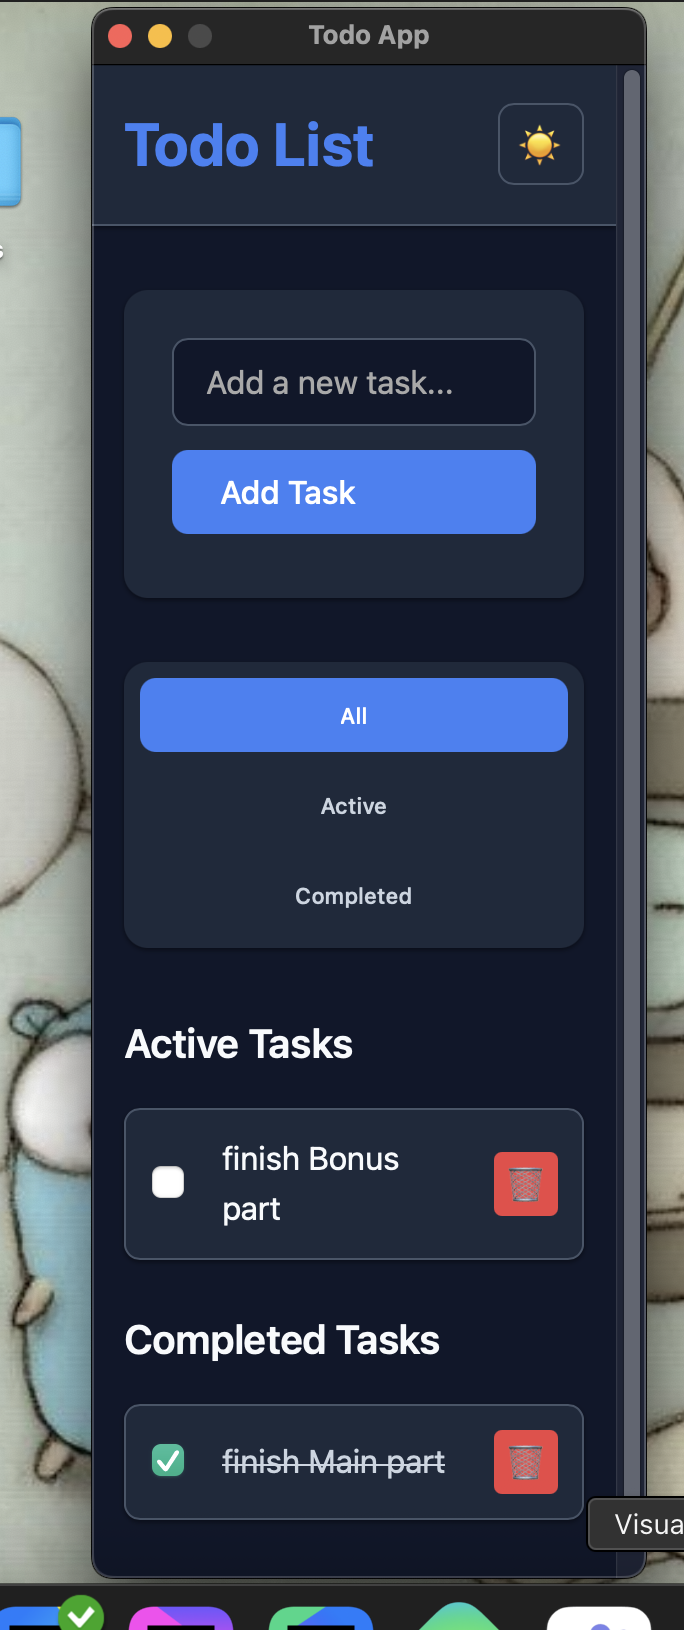 Todo App
Todo List
Add a new task...
Add Task
All
Active
Completed
Active Tasks
finish Bonus
part
Completed Tasks
finish Main part